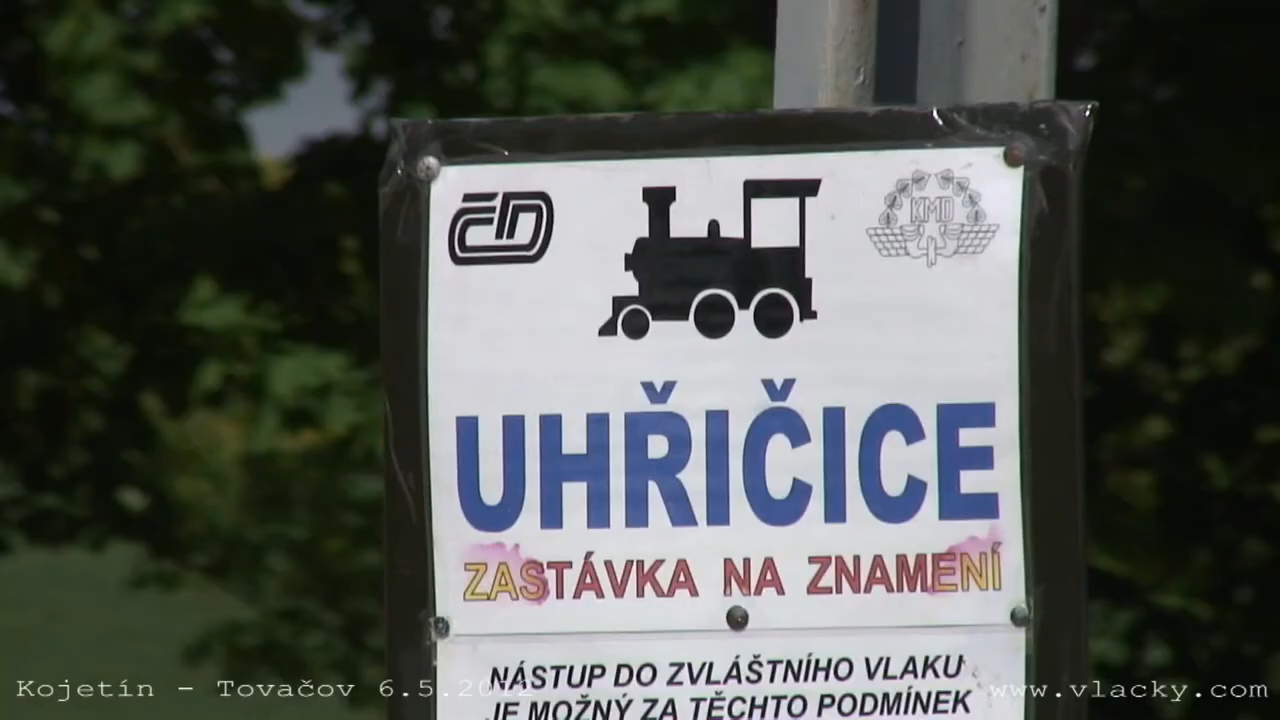 ČD
KMD
UHŘIČICE
ZASTÁVKA NA ZNAMENÍ
NÁSTUP DO ZVLÁŠTNÍHO VLAKU
JE MOŽNÝ ZA TĚCHTO PODMÍNEK
Kojetín - Tovačov 6.5.2012
www.vlacky.com